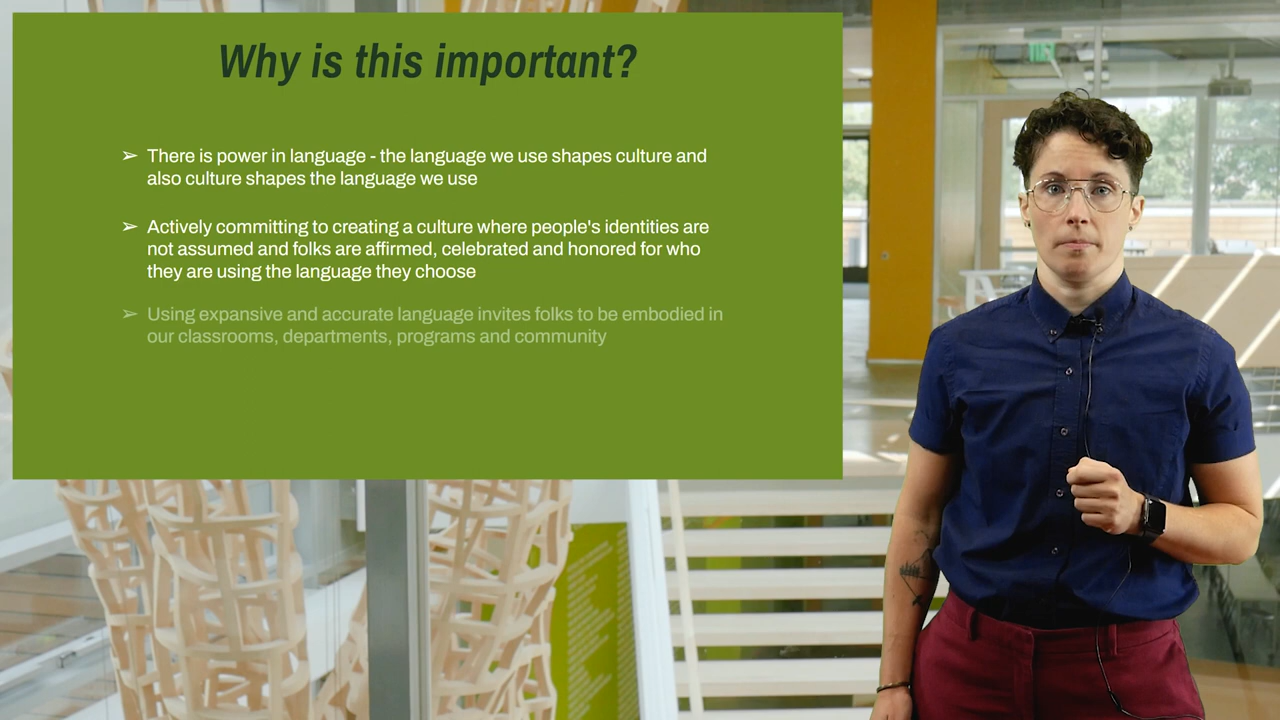 Why is this important?
➢ There is power in language - the language we use shapes culture and
also culture shapes the language we use
➢ Actively committing to creating a culture where people's identities are
not assumed and folks are affirmed, celebrated and honored for who
they are using the language they choose
➢ Using expansive and accurate language invites folks to be embodied in
our classrooms, departments, programs and community